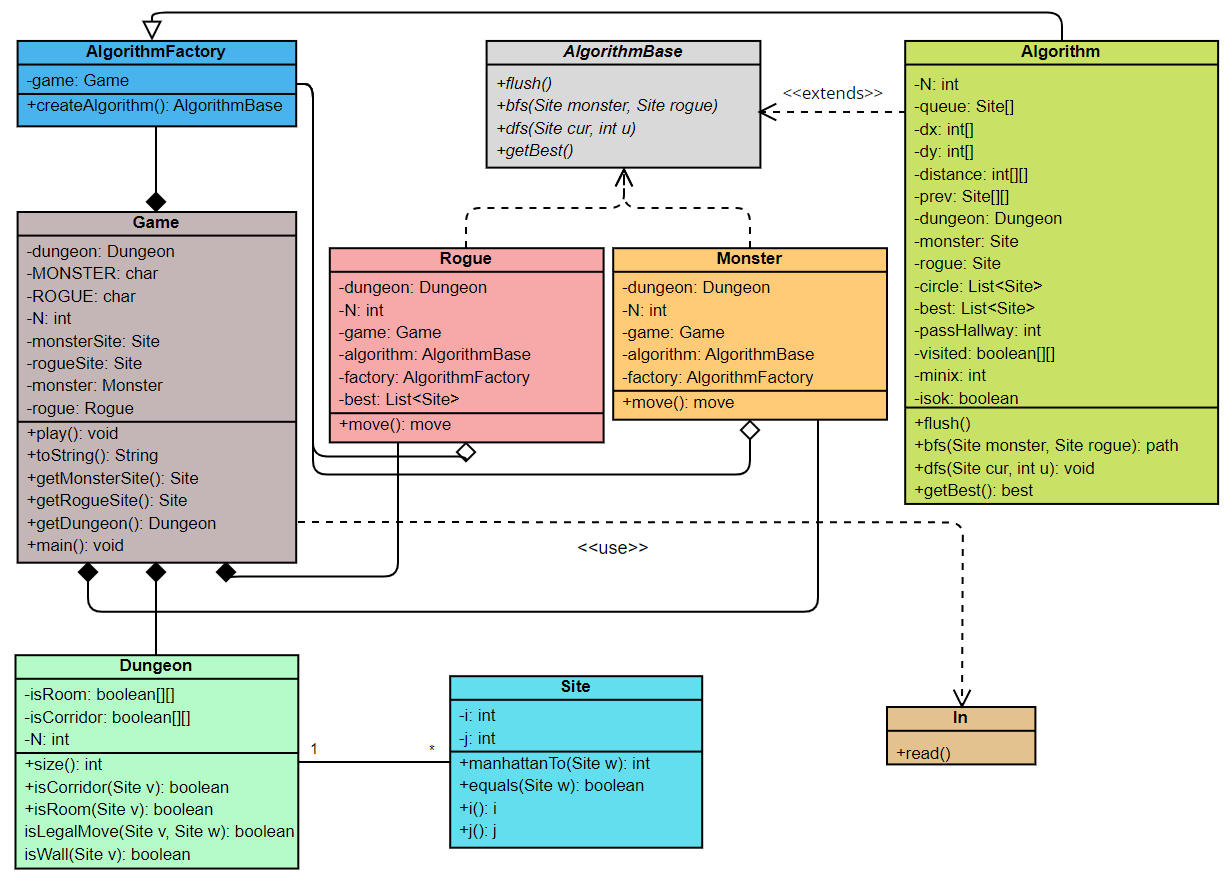 AlgorithmFactory
-game: Game
+createAlgorithm(): AlgorithmBase
AlgorithmBase
+flush()
+bfs(Site monster, Site rogue)
+dfs(Site cur, int u)
+getBest()
<<extends>>
Algorithm
-N: int
-queue: Site[]
-dx: int[]
-dy: int[]
-distance: int[][]
-prev: Site[][]
-dungeon: Dungeon
-monster: Site
-rogue: Site
-circle: List<Site>
-best: List<Site>
-passHallway: int
-visited: boolean[][]
-minix: int
-isok: boolean
+flush()
+bfs(Site monster, Site rogue): path
+dfs(Site cur, int u): void
+getBest(): best
Game
-dungeon: Dungeon
-MONSTER: char
-ROGUE: char
-N: int
-monsterSite: Site
-rogueSite: Site
-monster: Monster
-rogue: Rogue
+play(): void
+toString(): String
+getMonsterSite(): Site
+getRogueSite(): Site
+getDungeon(): Dungeon
+main(): void
Rogue
-dungeon: Dungeon
-N: int
-game: Game
-algorithm: AlgorithmBase
-factory: AlgorithmFactory
-best: List<Site>
+move(): move
Monster
-dungeon: Dungeon
-N: int
-game: Game
-algorithm: AlgorithmBase
-factory: AlgorithmFactory
+move(): move
<<use>>
Dungeon
-isRoom: boolean[][]
-isCorridor: boolean[][]
-N: int
+size(): int
+isCorridor(Site v): boolean
+isRoom(Site v): boolean
isLegalMove(Site v, Site w): boolean
isWall(Site v): boolean
1
*
Site
-i: int
-j: int
+manhattanTo(Site w): int
+equals(Site w): boolean
+i(): i
+j(): j
In
+read()